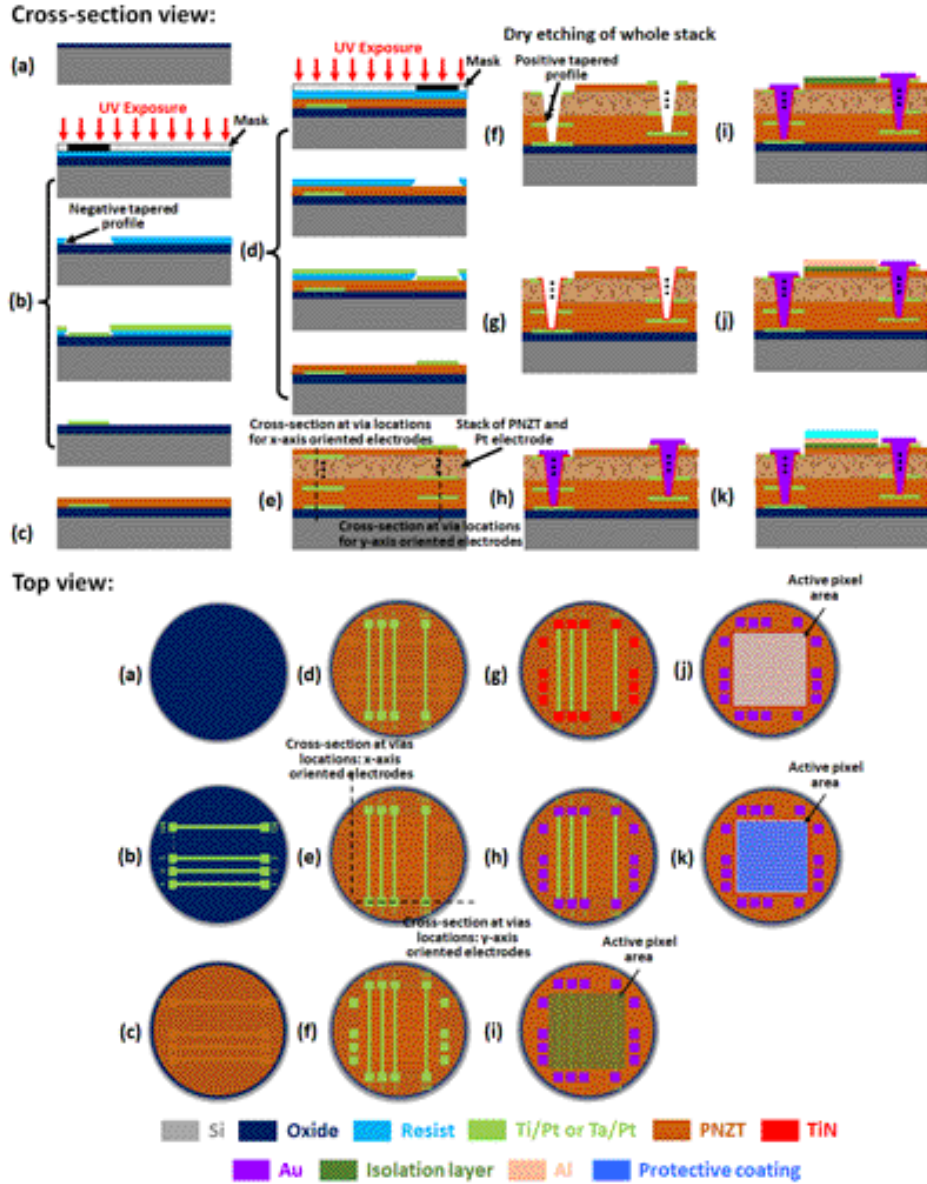 Cross-section view:
(a)
UV Exposure
Mask
Negative tapered
profile
(b)
(c)
UV Exposure
Mask
(d)
Cross-section at via locations
for x-axis oriented electrodes
Stack of PNZT and
Pt electrode
(e)
Cross-section at via locations
for y-axis oriented electrodes
Dry etching of whole stack
Positive tapered
profile
(f)
(g)
(h)
(i)
(j)
(k)
Top view:
(a)
(b)
(c)
(d)
Cross-section at vias
locations: x-axis
oriented electrodes
(e)
Cross-section at vias
locations: y-axis
oriented electrodes
(f)
(g)
(h)
Active pixel
area
(i)
Active pixel
area
(j)
Active pixel
area
(k)
Si
Oxide
Resist
Ti/Pt or Ta/Pt
PNZT
TiN
Au
Isolation layer
Al
Protective coating